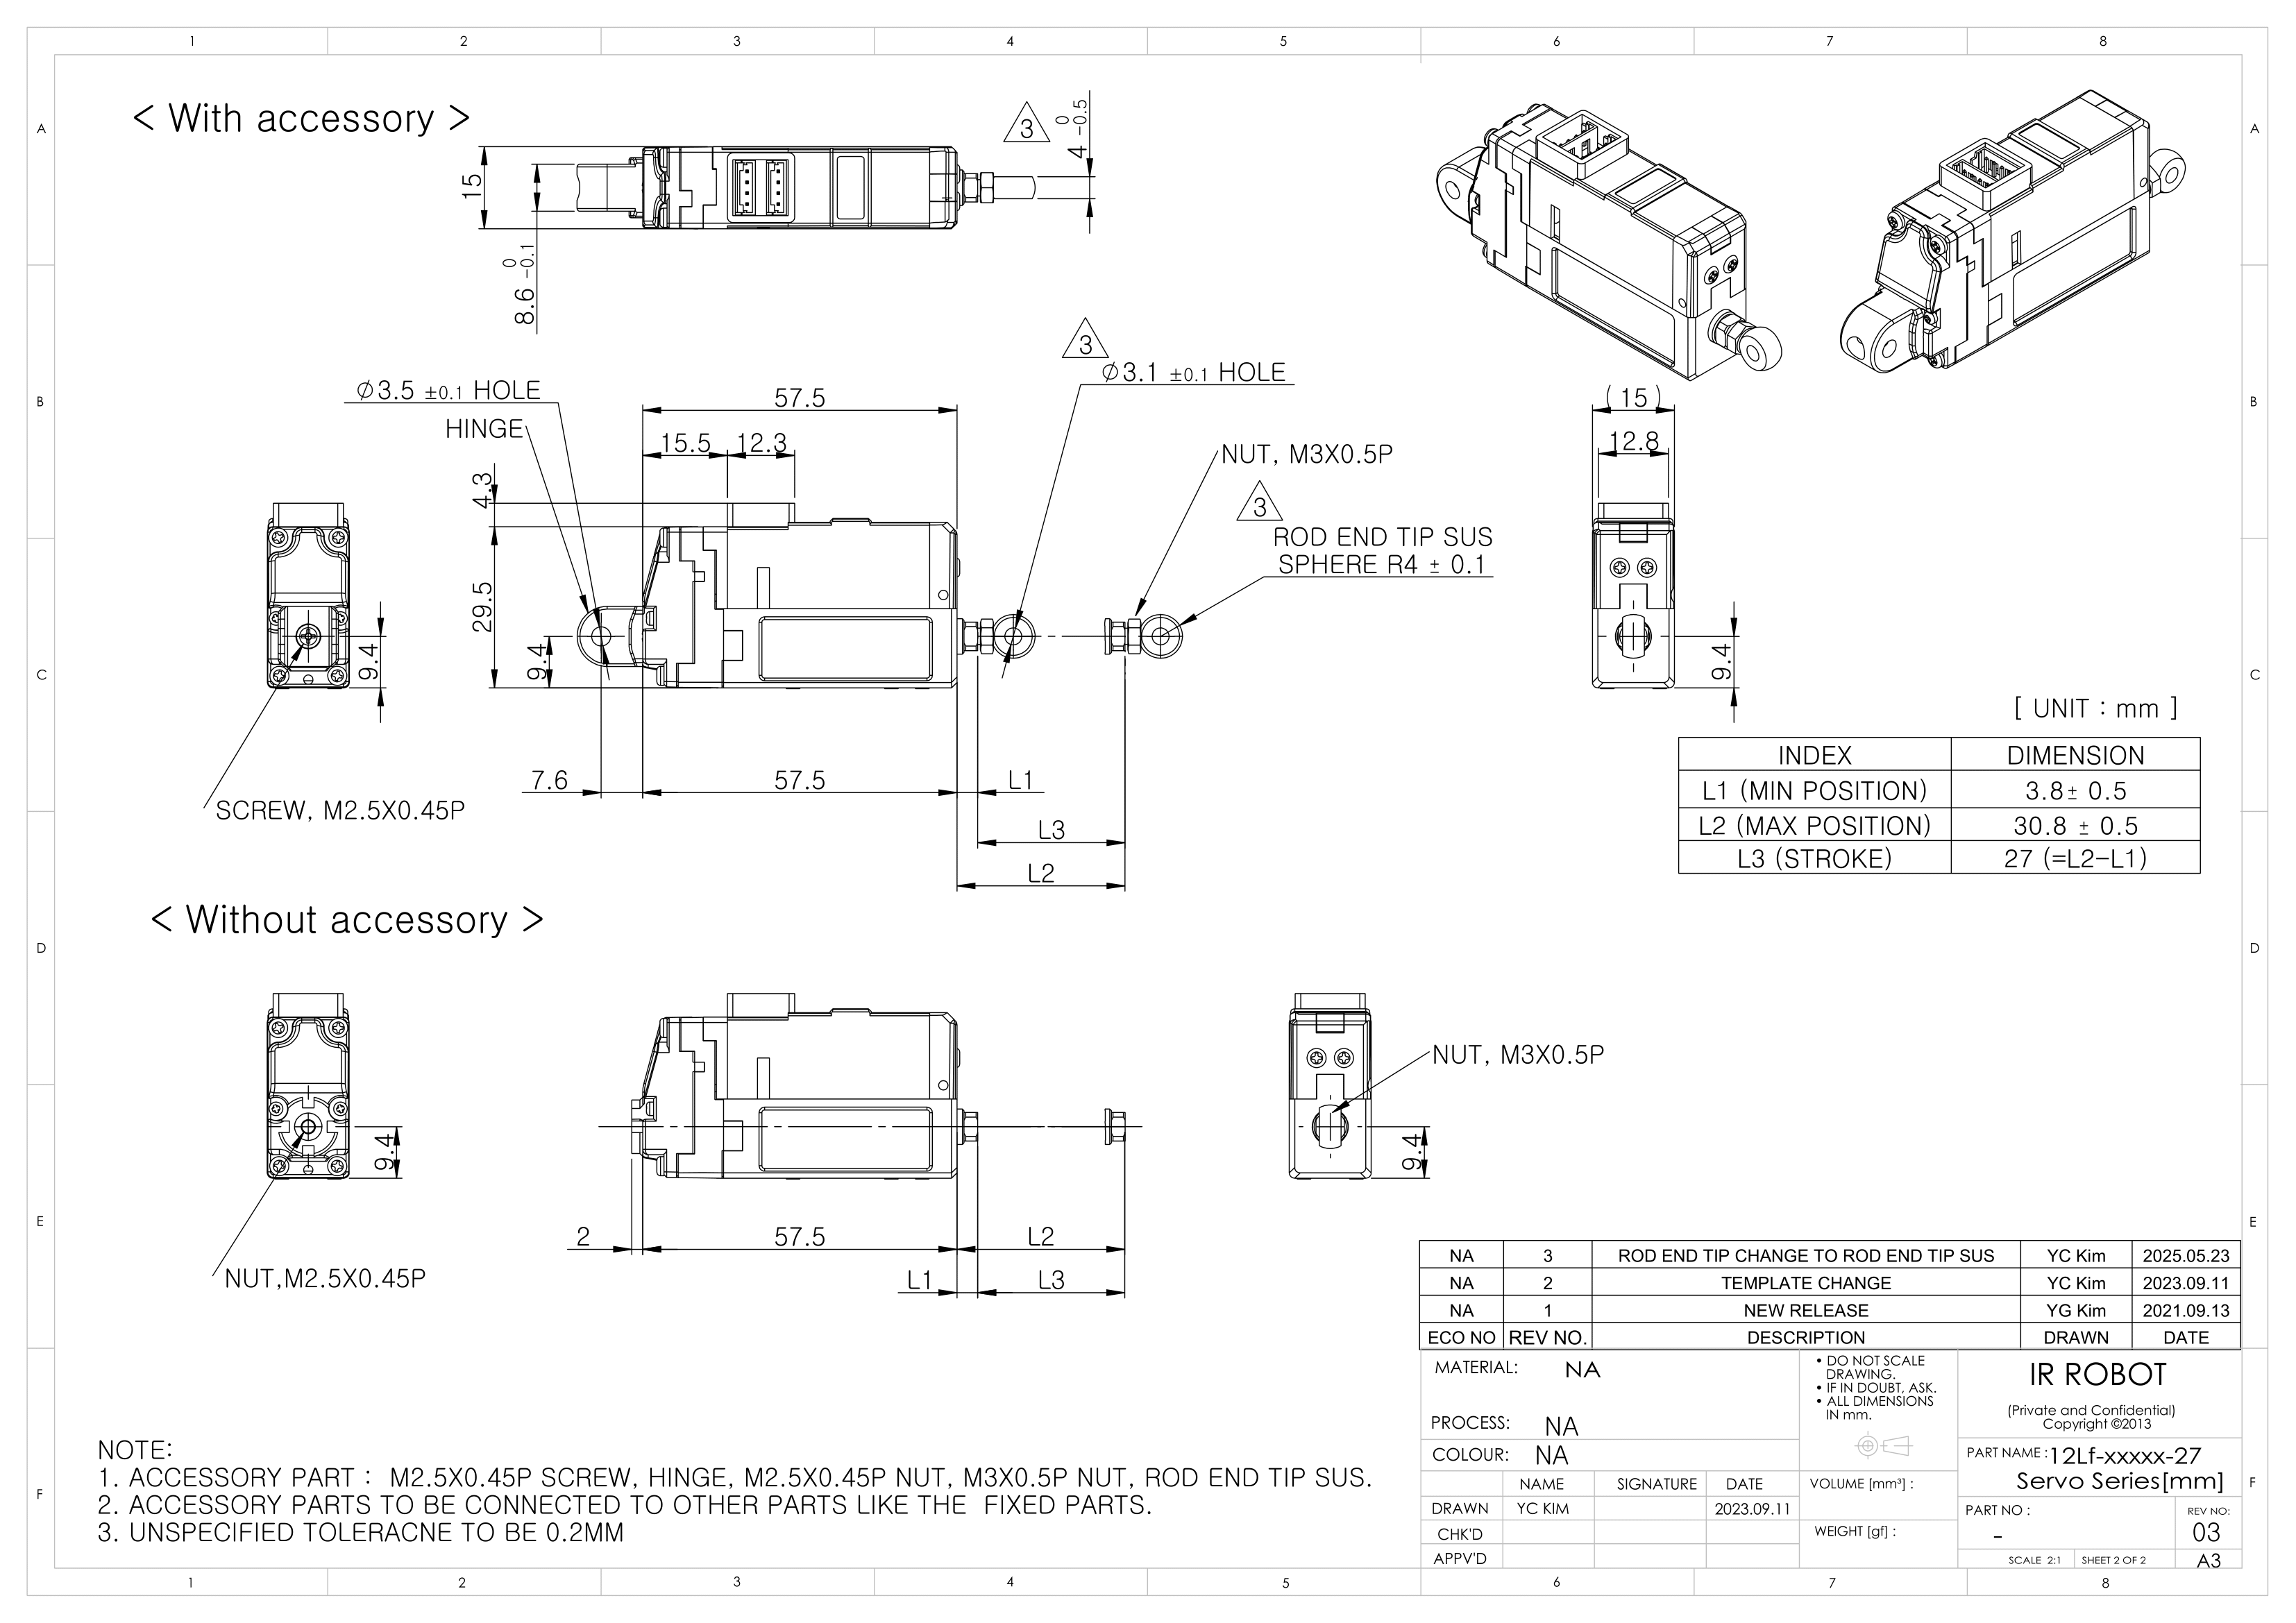 1 2 3 4 5 6 7 8
A A
B B
C C
D D
E E
F F
< With accessory >
15
8.6 0 -0.1
3
4 0 -0.5
3
Ø3.5 ±0.1 HOLE
HINGE
57.5
15.5
12.3
4.3
29.5
9.4
Ø3.1 ±0.1 HOLE
NUT, M3X0.5P
3
ROD END TIP SUS
SPHERE R4 ± 0.1
(15)
12.8
9.4
9.4
SCREW, M2.5X0.45P
7.6
57.5
L1
L3
L2
[ UNIT : mm ]
INDEX DIMENSION
L1 (MIN POSITION) 3.8± 0.5
L2 (MAX POSITION) 30.8 ± 0.5
L3 (STROKE) 27 (=L2-L1)
< Without accessory >
9.4
NUT,M2.5X0.45P
2
57.5
L2
L1
L3
NUT, M3X0.5P
9.4
NA 3 ROD END TIP CHANGE TO ROD END TIP SUS YC Kim 2025.05.23
NA 2 TEMPLATE CHANGE YC Kim 2023.09.11
NA 1 NEW RELEASE YG Kim 2021.09.13
ECO NO REV NO. DESCRIPTION DRAWN DATE
MATERIAL: NA
PROCESS: NA
COLOUR: NA
• DO NOT SCALE
DRAWING.
• IF IN DOUBT, ASK.
• ALL DIMENSIONS
IN mm.
IR ROBOT
(Private and Confidential)
Copyright ©2013
PART NAME : 12Lf-xxxxx-27
Servo Series[mm]
NAME SIGNATURE DATE
DRAWN YC KIM 2023.09.11
CHK'D
APPV'D
VOLUME [mm³] :
WEIGHT [gf] :
PART NO :
-
REV NO:
03
SCALE 2:1 SHEET 2 OF 2 A3
NOTE:
1. ACCESSORY PART : M2.5X0.45P SCREW, HINGE, M2.5X0.45P NUT, M3X0.5P NUT, ROD END TIP SUS.
2. ACCESSORY PARTS TO BE CONNECTED TO OTHER PARTS LIKE THE FIXED PARTS.
3. UNSPECIFIED TOLERACNE TO BE 0.2MM
1 2 3 4 5 6 7 8